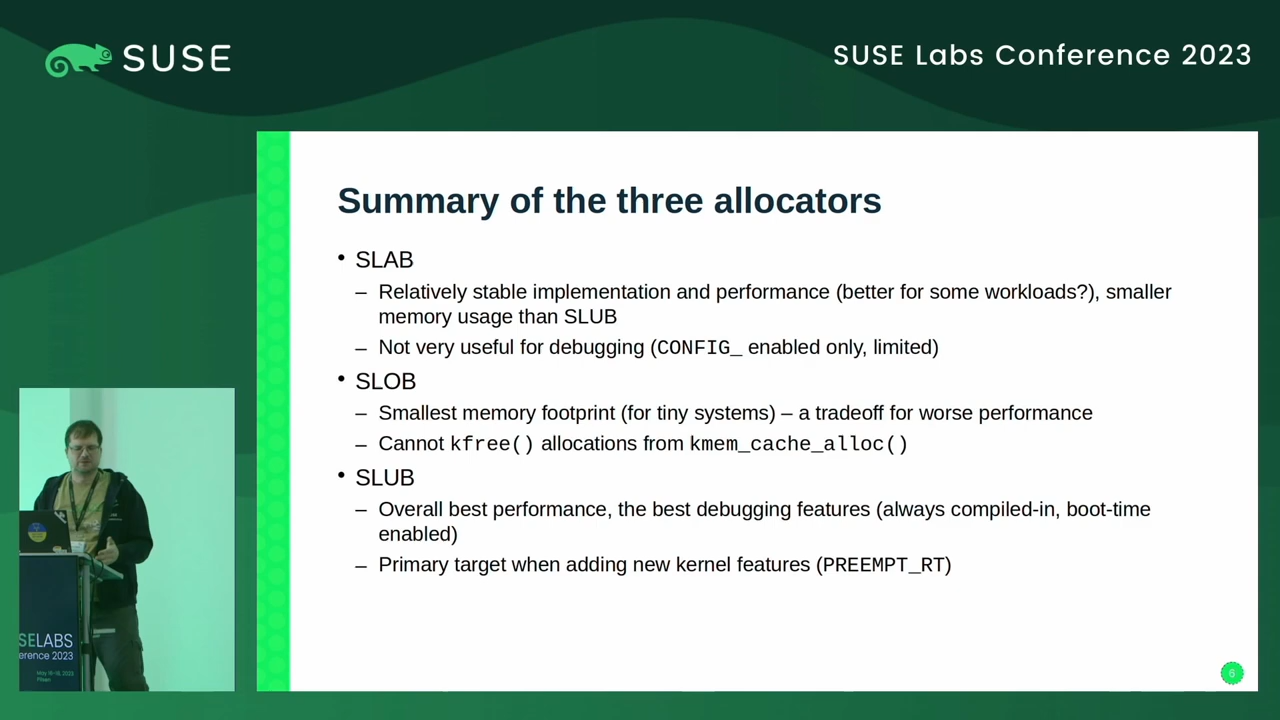 SUSE
SUSE Labs Conference 2023
Summary of the three allocators
• SLAB
– Relatively stable implementation and performance (better for some workloads?), smaller
memory usage than SLUB
– Not very useful for debugging (CONFIG_ enabled only, limited)
• SLOB
– Smallest memory footprint (for tiny systems) – a tradeoff for worse performance
– Cannot kfree() allocations from kmem_cache_alloc()
• SLUB
– Overall best performance, the best debugging features (always compiled-in, boot-time
enabled)
– Primary target when adding new kernel features (PREEMPT_RT)
6
SELABS
erence 2023